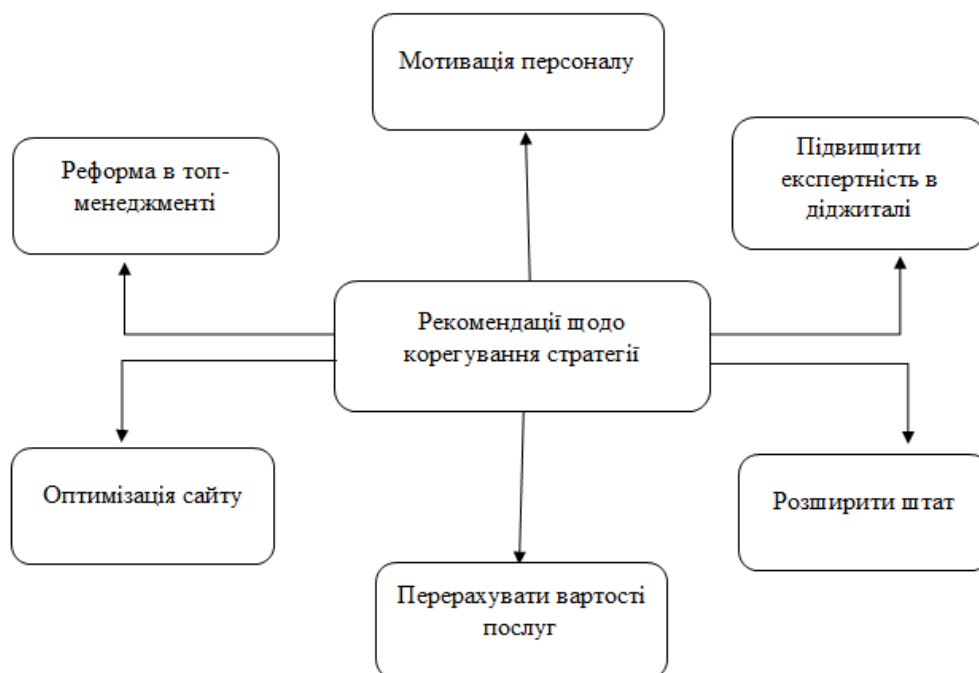 Мотивація персоналу
Реформа в топ-
менеджменті
Підвищити
експертність в
діджиталі
Рекомендації щодо
корегування стратегії
Оптимізація сайту
Розширити штат
Перерахувати вартості
послуг